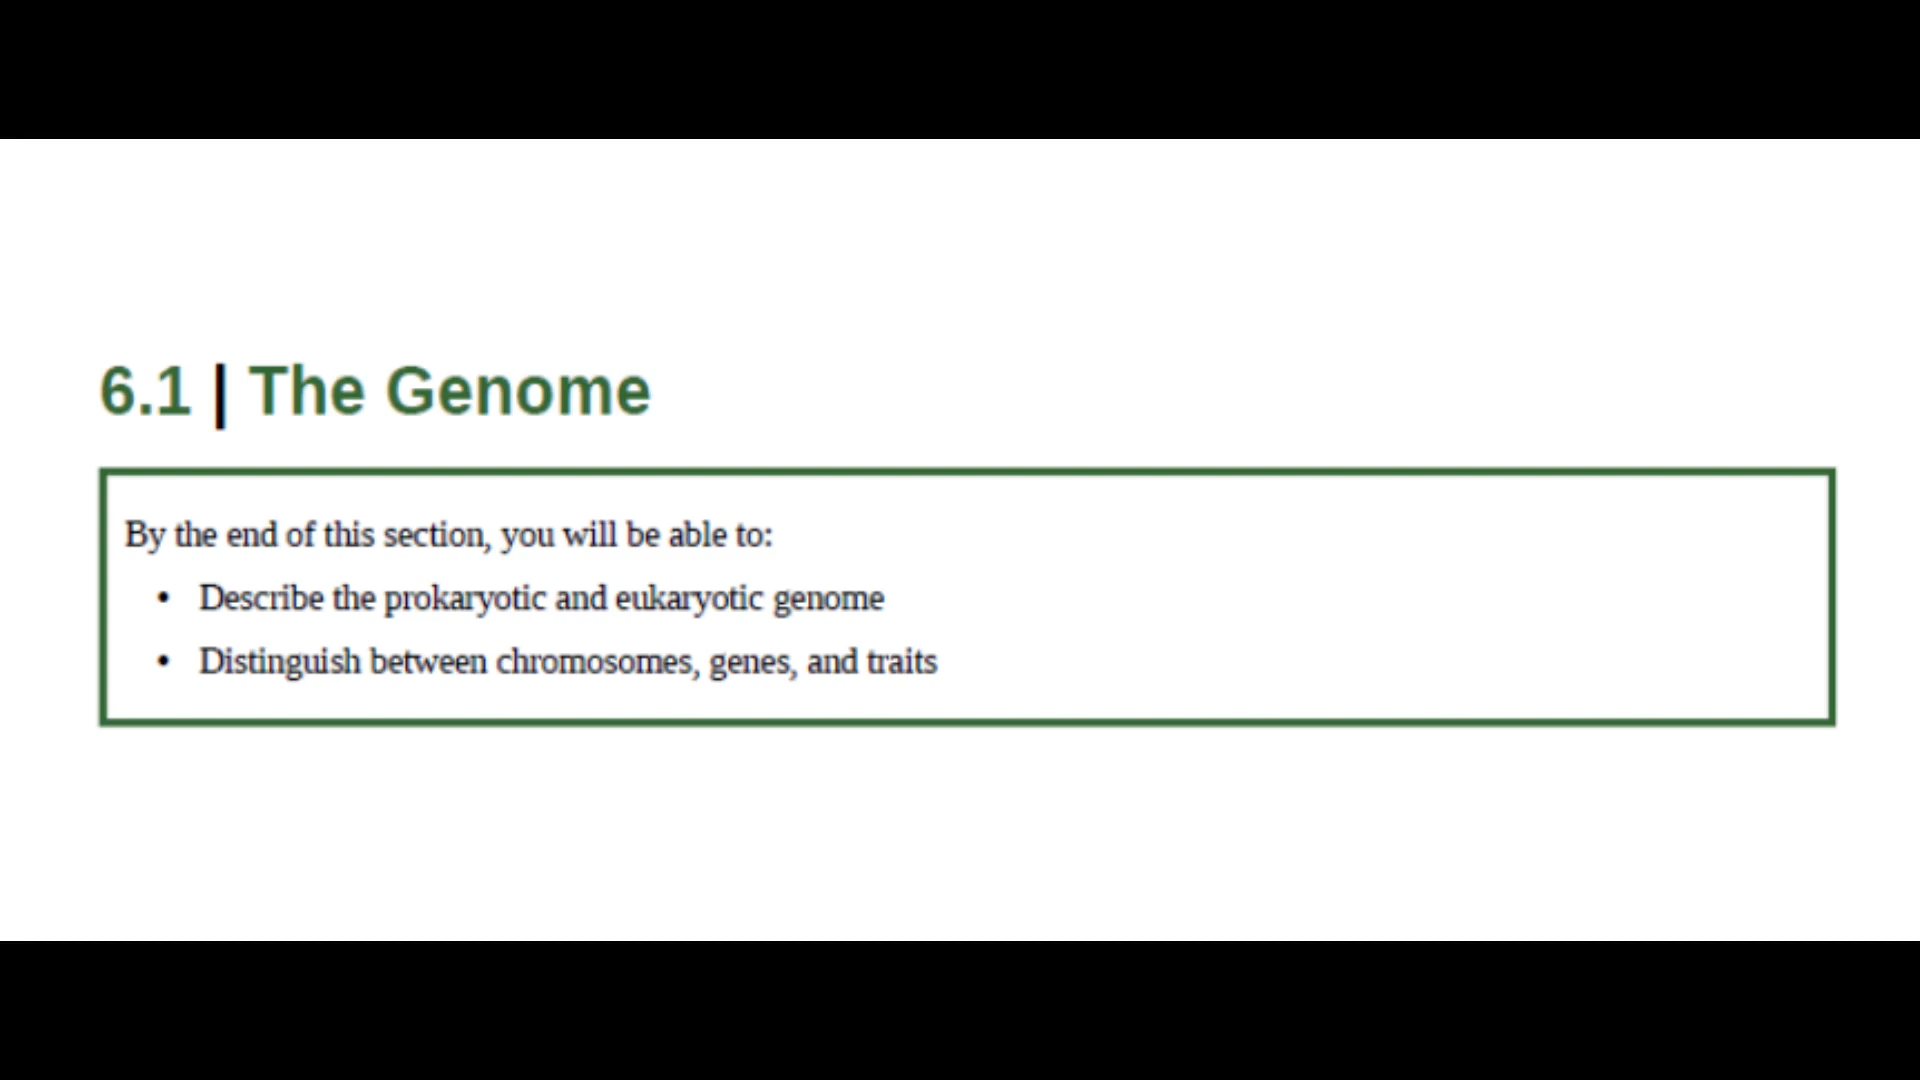 6.1 | The Genome
By the end of this section, you will be able to:
• Describe the prokaryotic and eukaryotic genome
• Distinguish between chromosomes, genes, and traits